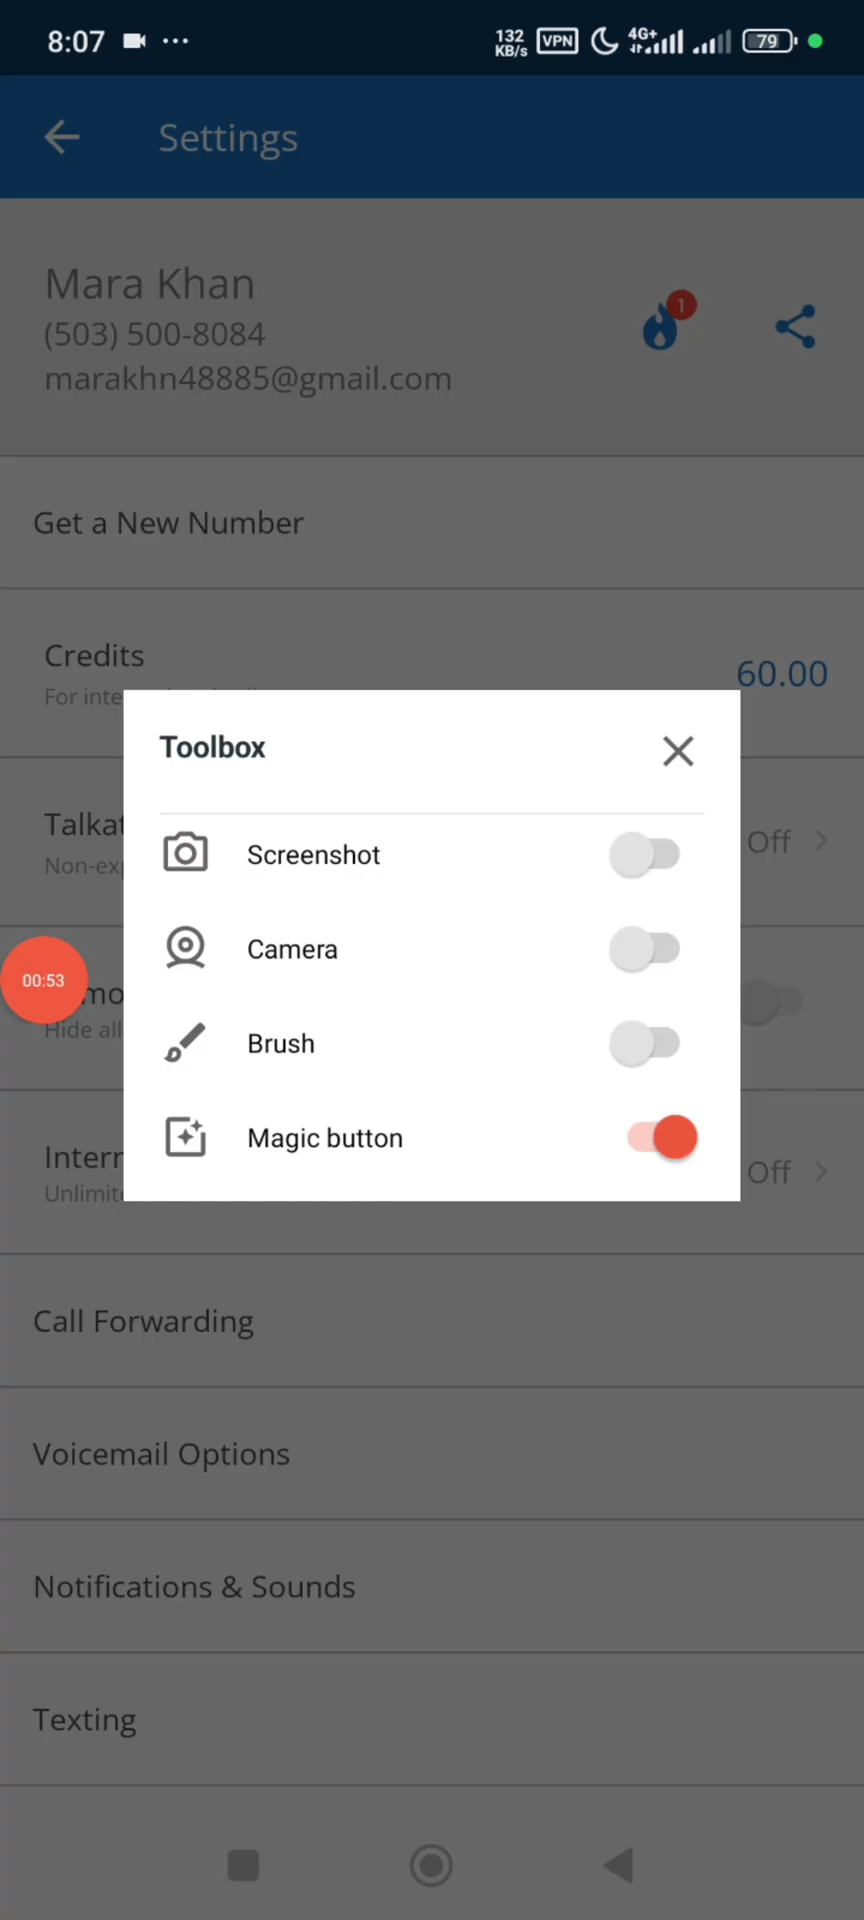 8:07
132 KB/s VPN 4G+ 79
Settings
Mara Khan
(503) 500-8084
marakhn48885@gmail.com
1
Get a New Number
Credits
60.00
For inte
Toolbox
Talkat
Off
Non-ex
Screenshot
Camera
00:53
mo
Hide all
Brush
Magic button
Interr
Off
Unlimit
Call Forwarding
Voicemail Options
Notifications & Sounds
Texting